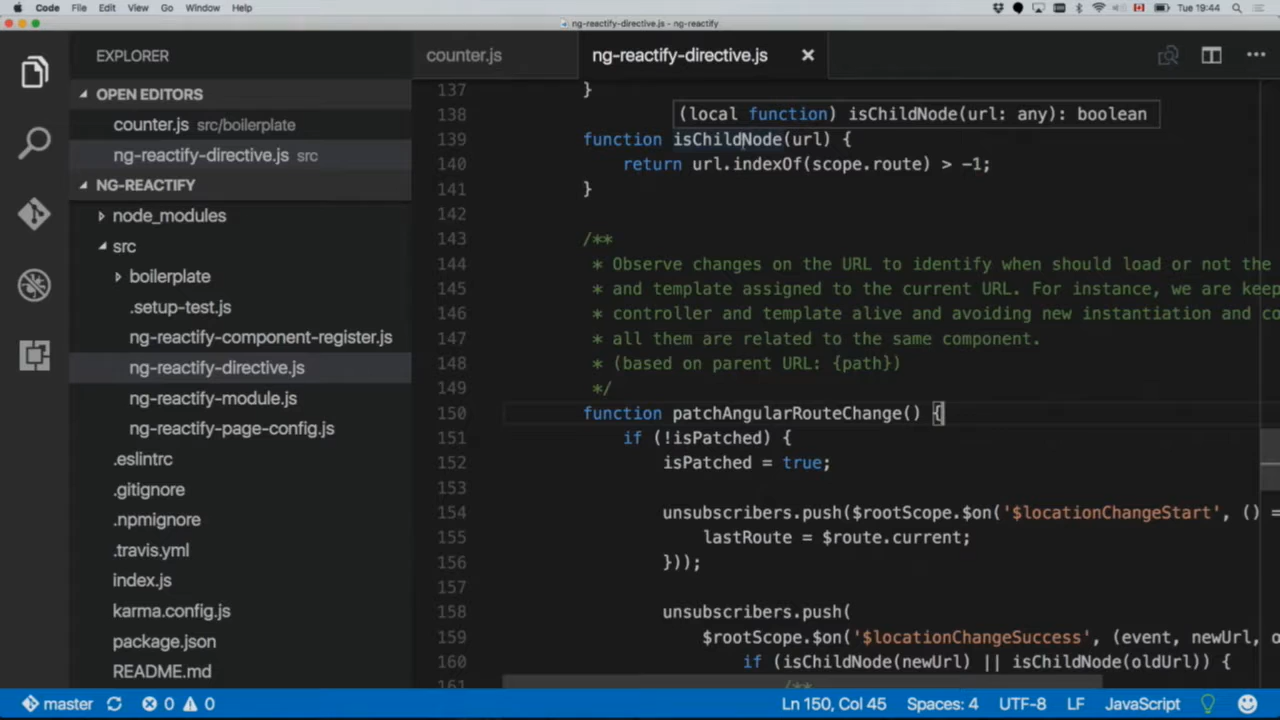 Code File Edit View Go Window Help Tue 19:44
ng-reactify-directive.js - ng-reactify
EXPLORER
OPEN EDITORS
counter.js src/boilerplate
ng-reactify-directive.js src
NG-REACTIFY
node_modules
src
boilerplate
.setup-test.js
ng-reactify-component-register.js
ng-reactify-directive.js
ng-reactify-module.js
ng-reactify-page-config.js
.eslintrc
.gitignore
.npmignore
.travis.yml
index.js
karma.config.js
package.json
README.md
counter.js ng-reactify-directive.js
137 }
138 (local function) isChildNode(url: any): boolean
139 function isChildNode(url) {
140 return url.indexOf(scope.route) > -1;
141 }
142
143 /**
144 * Observe changes on the URL to identify when should load or not the
145 * and template assigned to the current URL. For instance, we are keep
146 * controller and template alive and avoiding new instantiation and co
147 * all them are related to the same component.
148 * (based on parent URL: {path})
149 */
150 function patchAngularRouteChange() {
151 if (!isPatched) {
152 isPatched = true;
153
154 unsubscribers.push($rootScope.$on('$locationChangeStart', () =
155 lastRoute = $route.current;
156 }));
157
158 unsubscribers.push(
159 $rootScope.$on('$locationChangeSuccess', (event, newUrl, o
160 if (isChildNode(newUrl) || isChildNode(oldUrl)) {
161 /**
master 0 0 Ln 150, Col 45 Spaces: 4 UTF-8 LF JavaScript